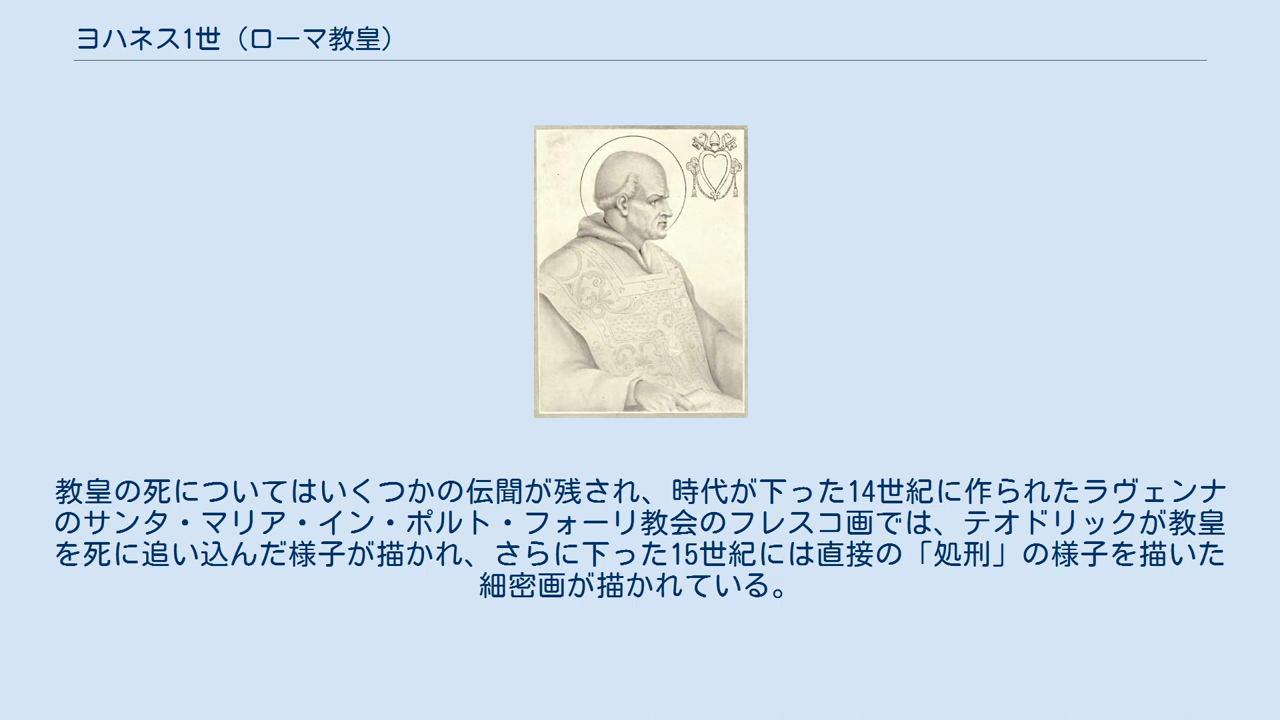 ヨハネス1世（ローマ教皇）
教皇の死についてはいくつかの伝聞が残され、時代が下った14世紀に作られたラヴェンナ
のサンタ・マリア・イン・ポルト・フォーリ教会のフレスコ画では、テオドリックが教皇
を死に追い込んだ様子が描かれ、さらに下った15世紀には直接の「処刑」の様子を描いた
細密画が描かれている。